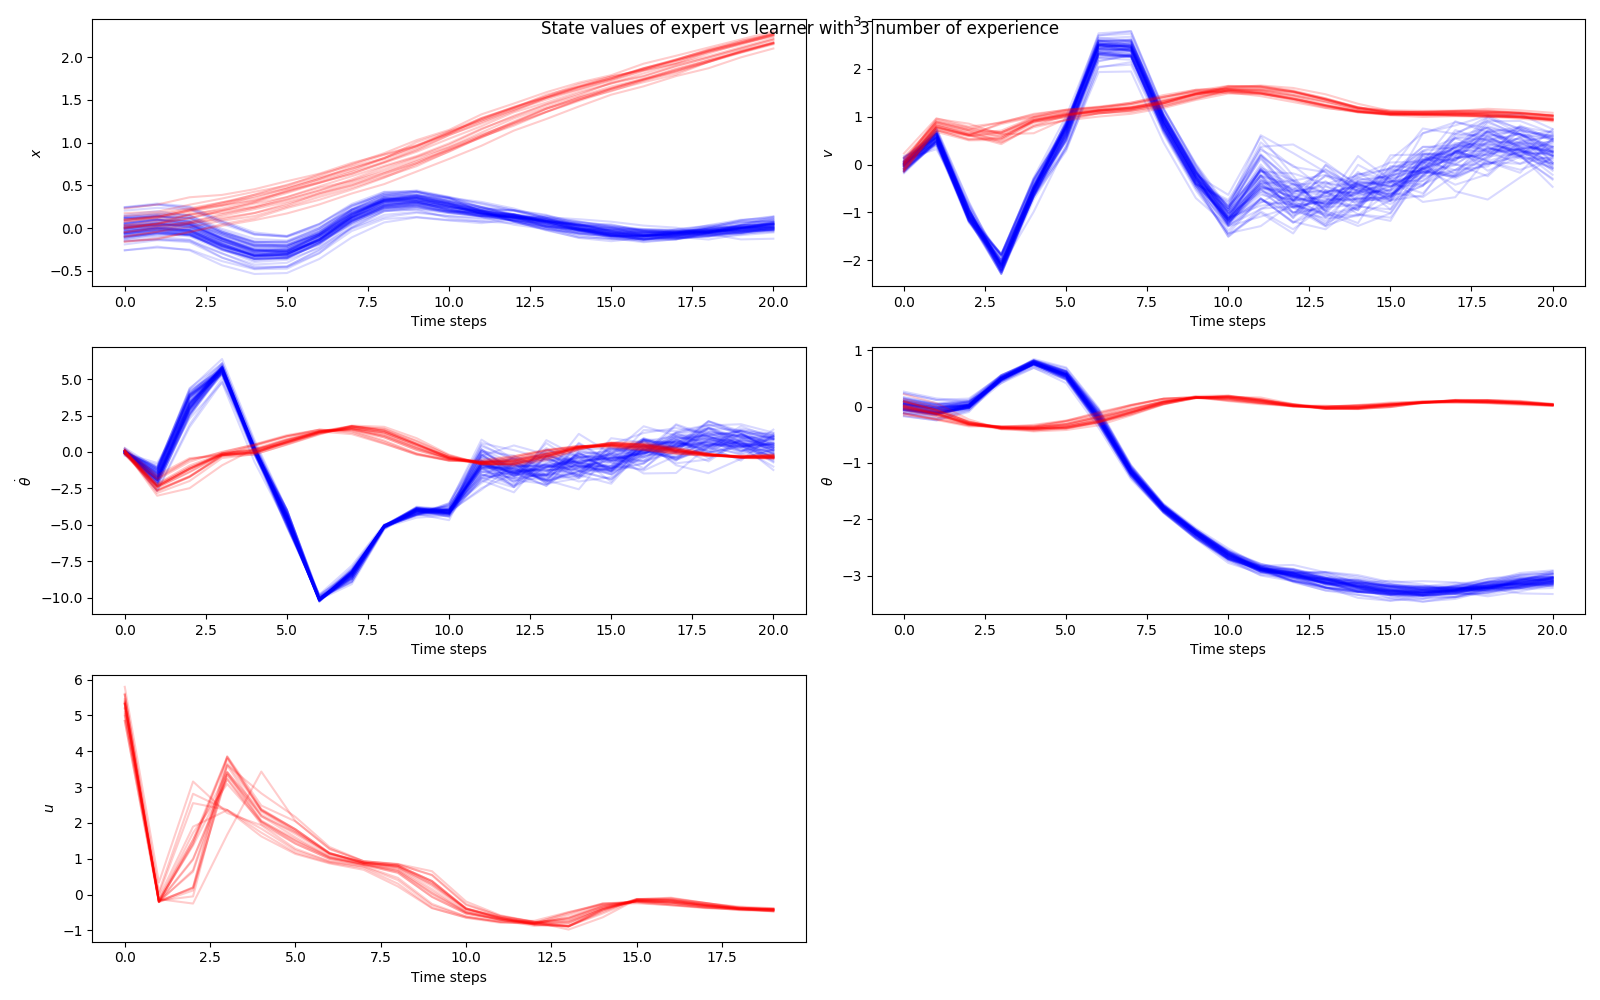 State values of expert vs learner with 3 number of experience
2.0
1.5
1.0
0.5
0.0
−0.5
x
0.0 2.5 5.0 7.5 10.0 12.5 15.0 17.5 20.0
Time steps
3
2
1
0
−1
−2
v
0.0 2.5 5.0 7.5 10.0 12.5 15.0 17.5 20.0
Time steps
5.0
2.5
0.0
−2.5
−5.0
−7.5
−10.0
θ̇
0.0 2.5 5.0 7.5 10.0 12.5 15.0 17.5 20.0
Time steps
1
0
−1
−2
−3
θ
0.0 2.5 5.0 7.5 10.0 12.5 15.0 17.5 20.0
Time steps
6
5
4
3
2
1
0
−1
u
0.0 2.5 5.0 7.5 10.0 12.5 15.0 17.5
Time steps